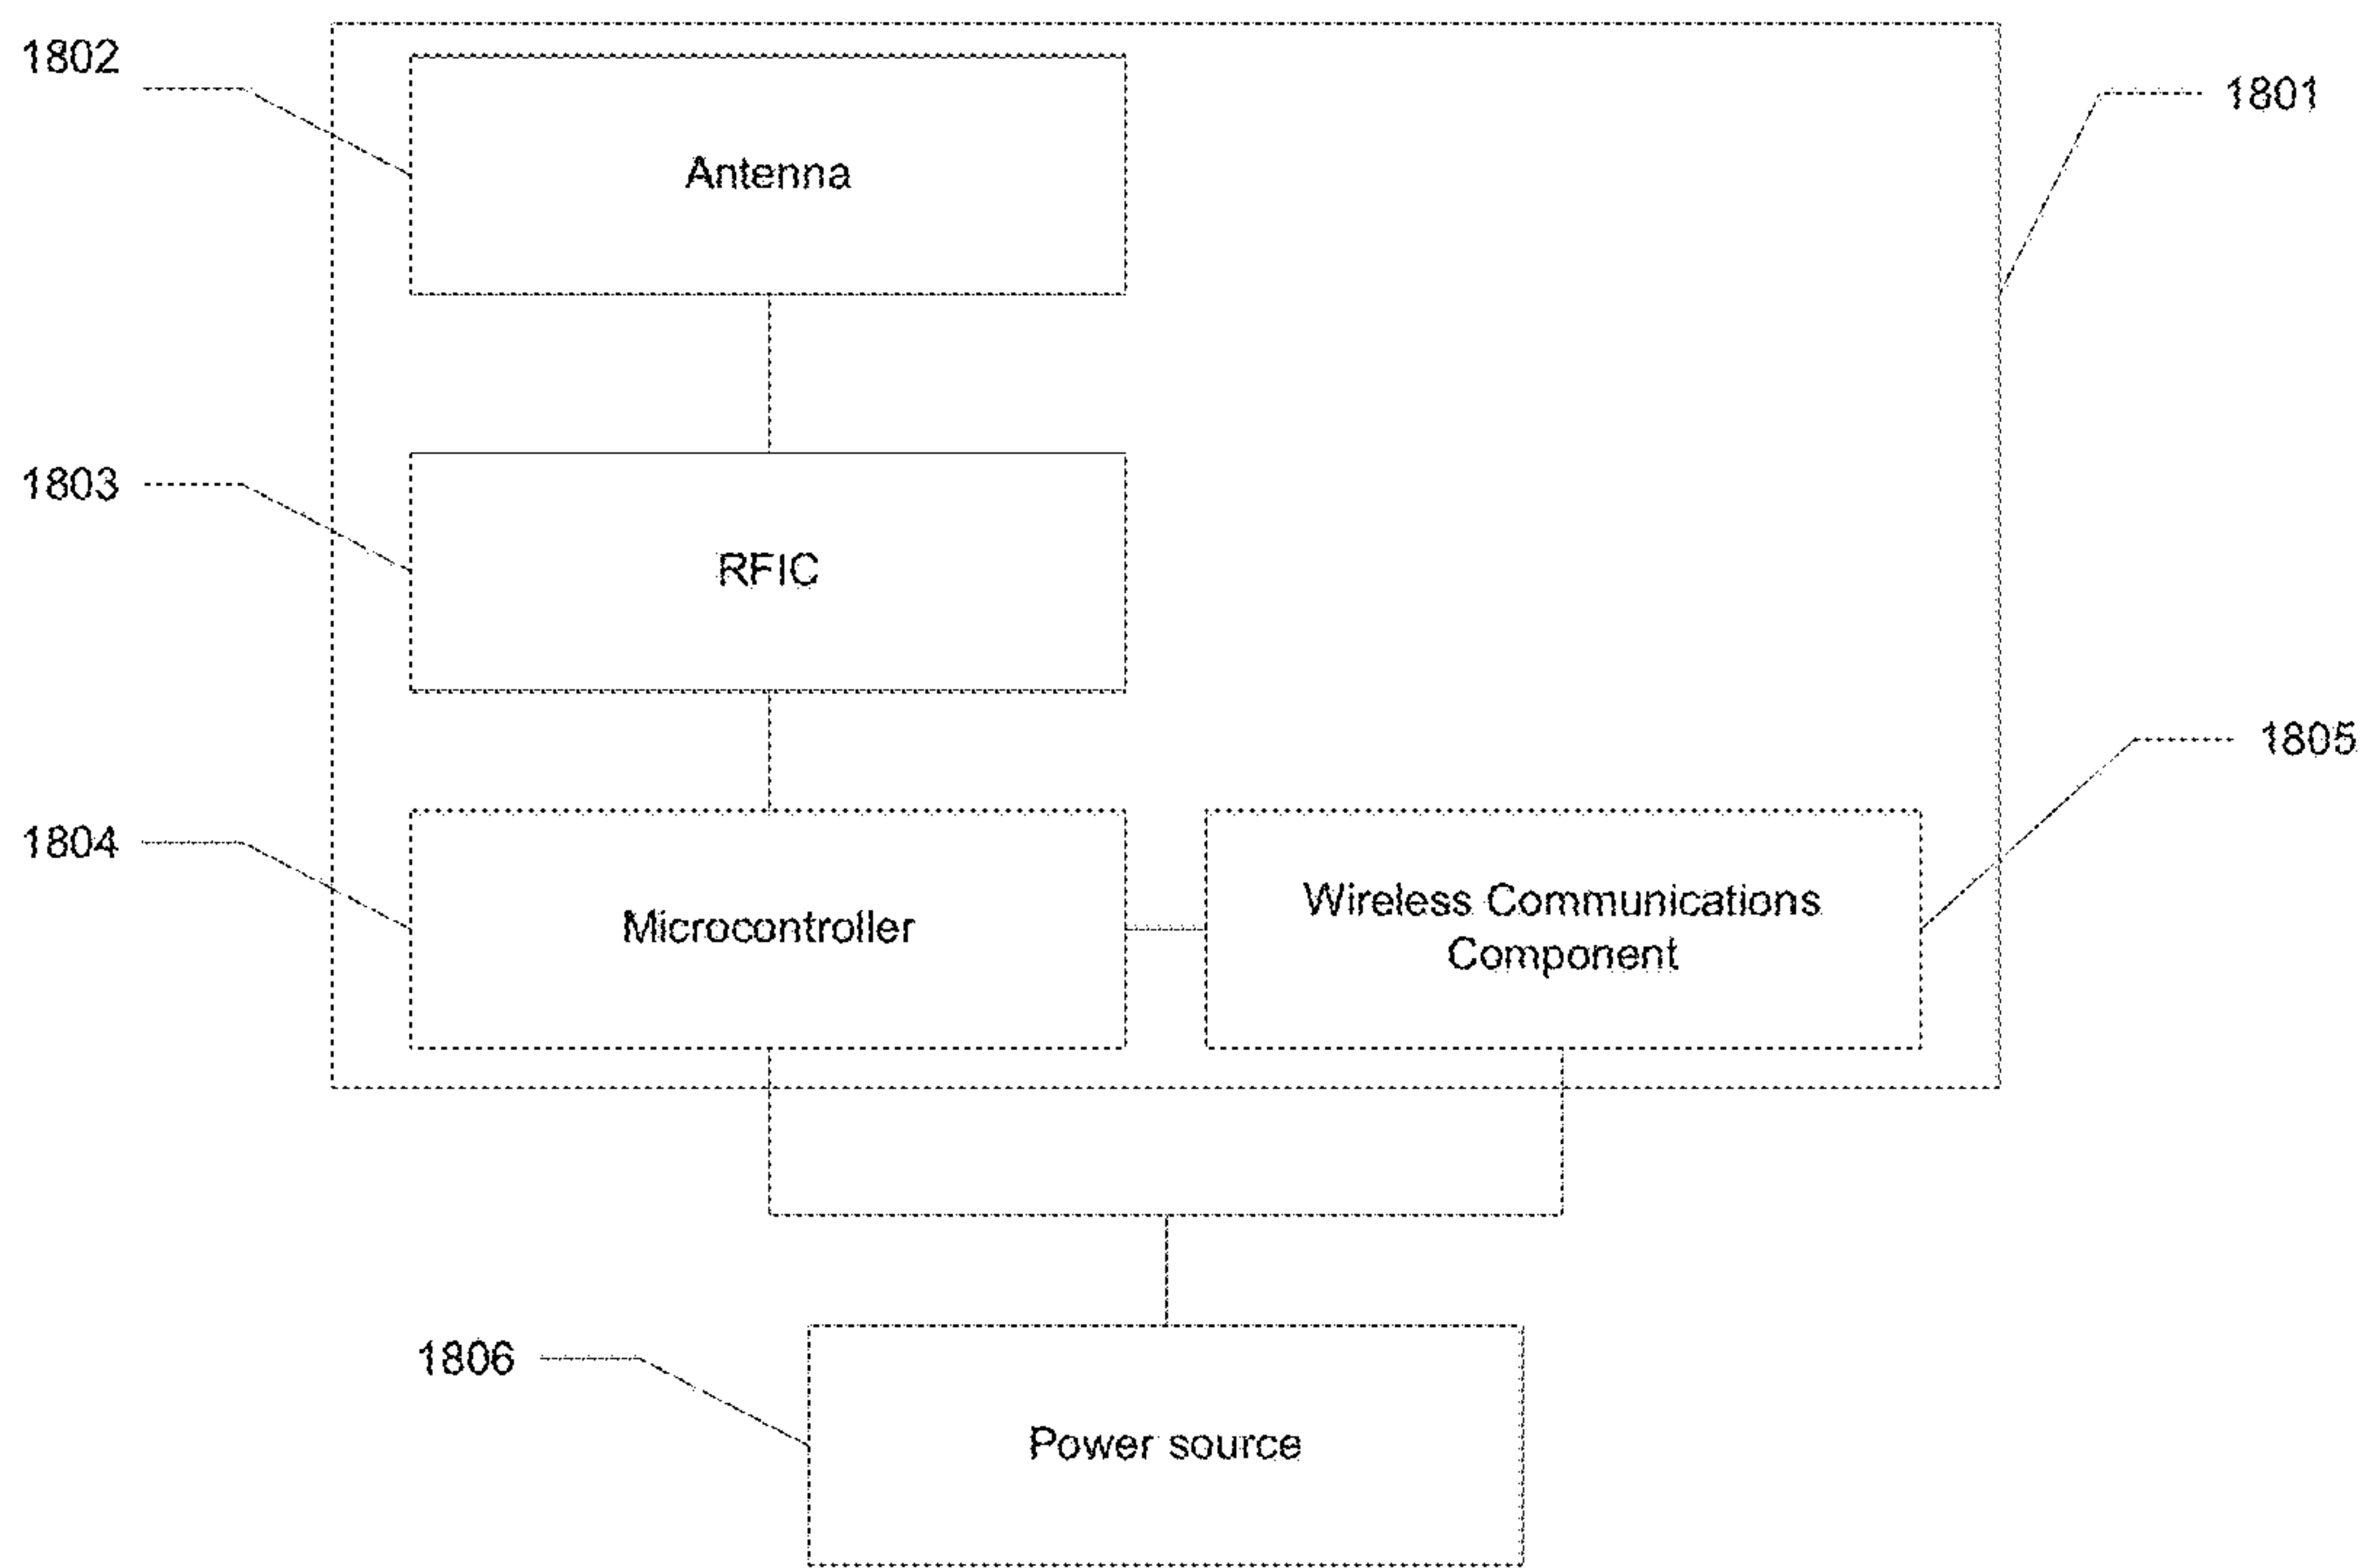 1802
1801
Antenna
1803
RFIC
1805
1804
Microcontroller
Wireless Communications
Component
1806
Power source